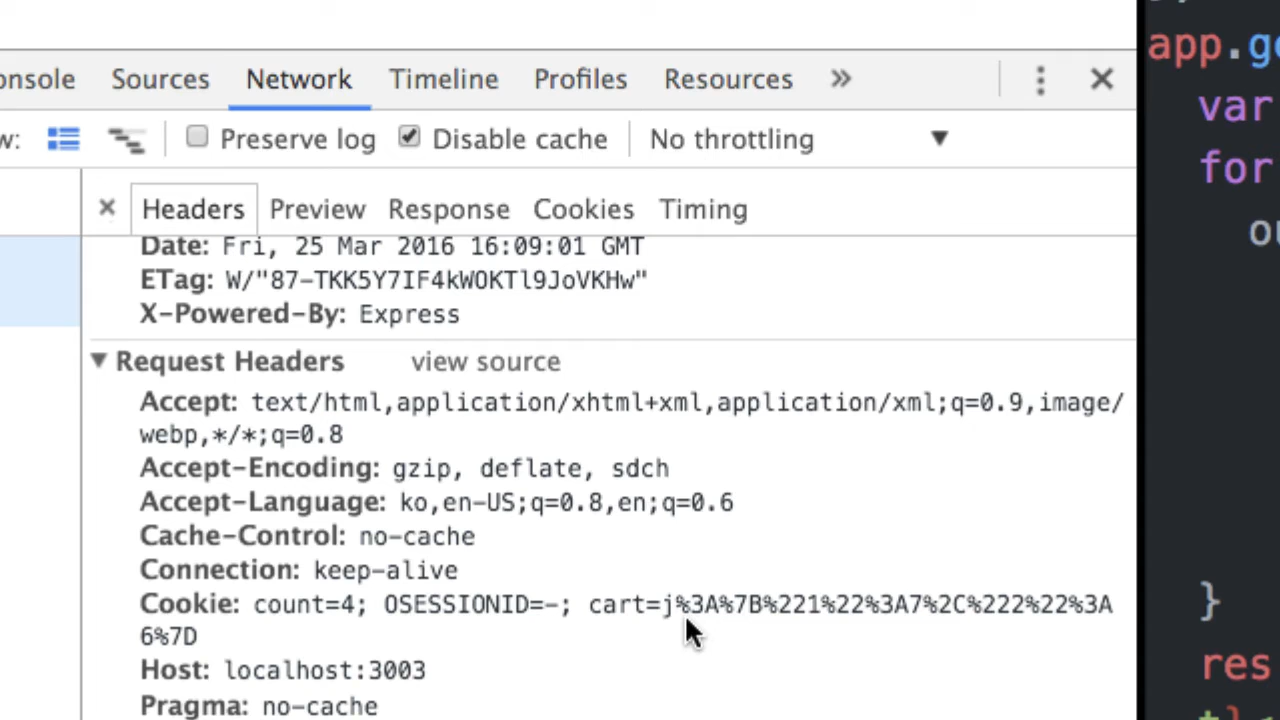 onsole Sources Network Timeline Profiles Resources »
w: Preserve log Disable cache No throttling
× Headers Preview Response Cookies Timing
Date: Fri, 25 Mar 2016 16:09:01 GMT
ETag: W/"87-TKK5Y7IF4kWOKTl9JoVKHw"
X-Powered-By: Express
Request Headers view source
Accept: text/html,application/xhtml+xml,application/xml;q=0.9,image/
webp,*/*;q=0.8
Accept-Encoding: gzip, deflate, sdch
Accept-Language: ko,en-US;q=0.8,en;q=0.6
Cache-Control: no-cache
Connection: keep-alive
Cookie: count=4; OSESSIONID=-; cart=j%3A%7B%221%22%3A7%2C%222%22%3A
6%7D
Host: localhost:3003
Pragma: no-cache
app.ge
var
for
ou
}
res